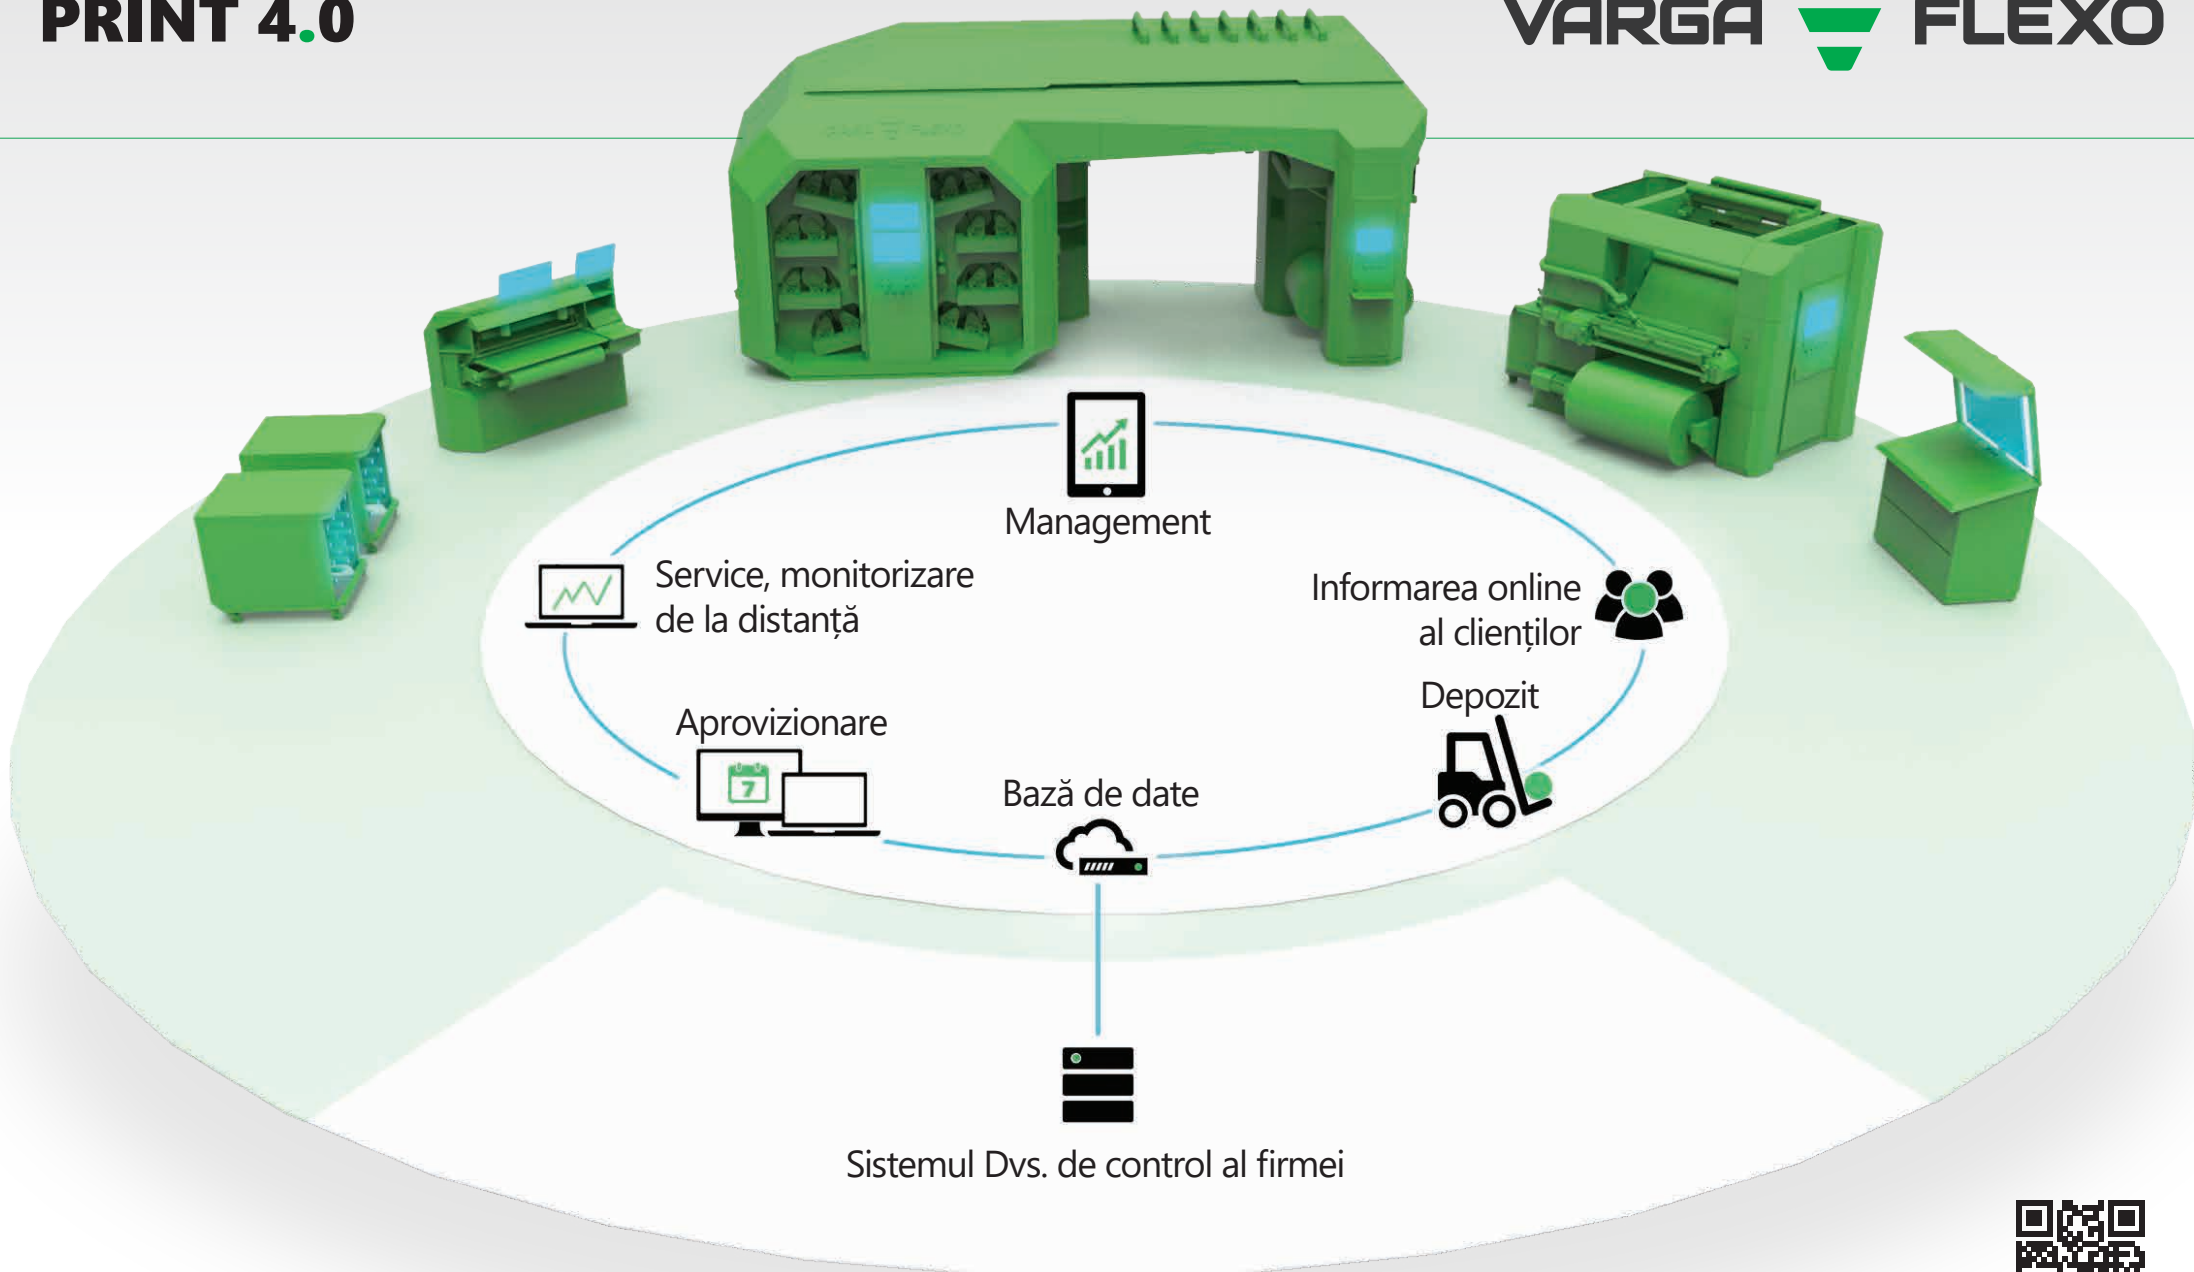 PRINT 4.0
VARGA FLEXO
Management
Service, monitorizare
de la distanță
Informarea online
al clienților
Depozit
Aprovizionare
7
Bază de date
Sistemul Dvs. de control al firmei